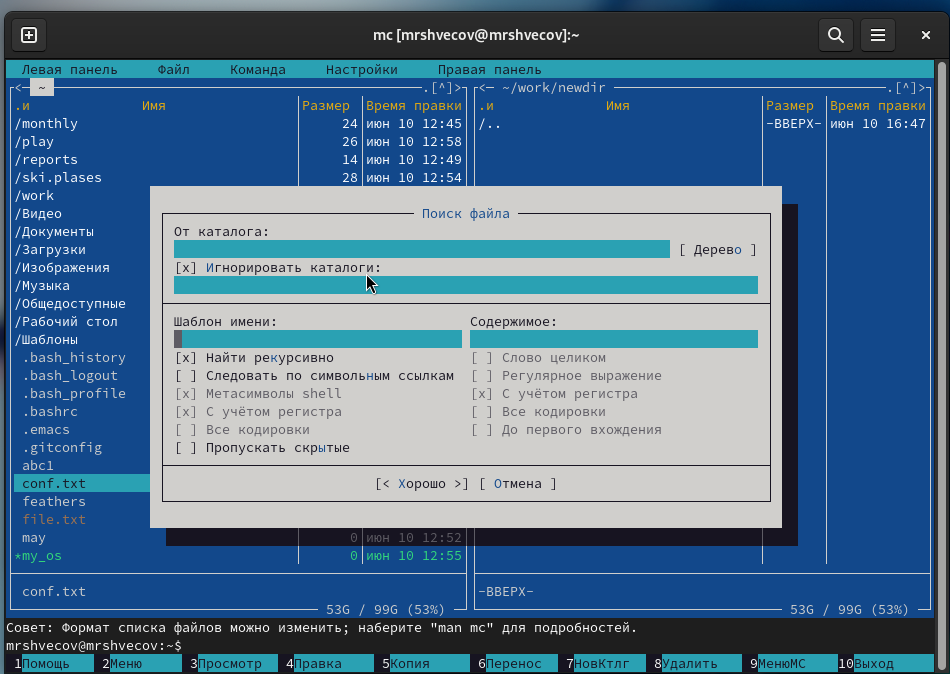 mc [mrshvecov@mrshvecov]:~
Левая панель Файл Команда Настройки Правая панель
<─ ~ .[^]> <─ ~/work/newdir .[^]>
.и Имя Размер Время правки .и Имя Размер Время правки
/monthly 24 июн 10 12:45 /.. -ВВЕРХ- июн 10 16:47
/play 26 июн 10 12:58
/reports 14 июн 10 12:49
/ski.plases 28 июн 10 12:54
/work
/Видео
/Документы
/Загрузки
/Изображения
/Музыка
/Общедоступные
/Рабочий стол
/Шаблоны
.bash_history
.bash_logout
.bash_profile
.bashrc
.emacs
.gitconfig
abc1
conf.txt
feathers
file.txt
may 0 июн 10 12:52
*my_os 0 июн 10 12:55
Поиск файла
От каталога:
[ Дерево ]
[x] Игнорировать каталоги:
Шаблон имени: Содержимое:
[x] Найти рекурсивно [ ] Слово целиком
[ ] Следовать по символьным ссылкам [ ] Регулярное выражение
[x] Метасимволы shell [x] С учётом регистра
[x] С учётом регистра [ ] Все кодировки
[ ] Все кодировки [ ] До первого вхождения
[ ] Пропускать скрытые
[< Хорошо >] [ Отмена ]
conf.txt -ВВЕРХ-
53G / 99G (53%) 53G / 99G (53%)
Совет: Формат списка файлов можно изменить; наберите "man mc" для подробностей.
mrshvecov@mrshvecov:~$
1Помощь 2Меню 3Просмотр 4Правка 5Копия 6Перенос 7НовКтлг 8Удалить 9МенюМС 10Выход